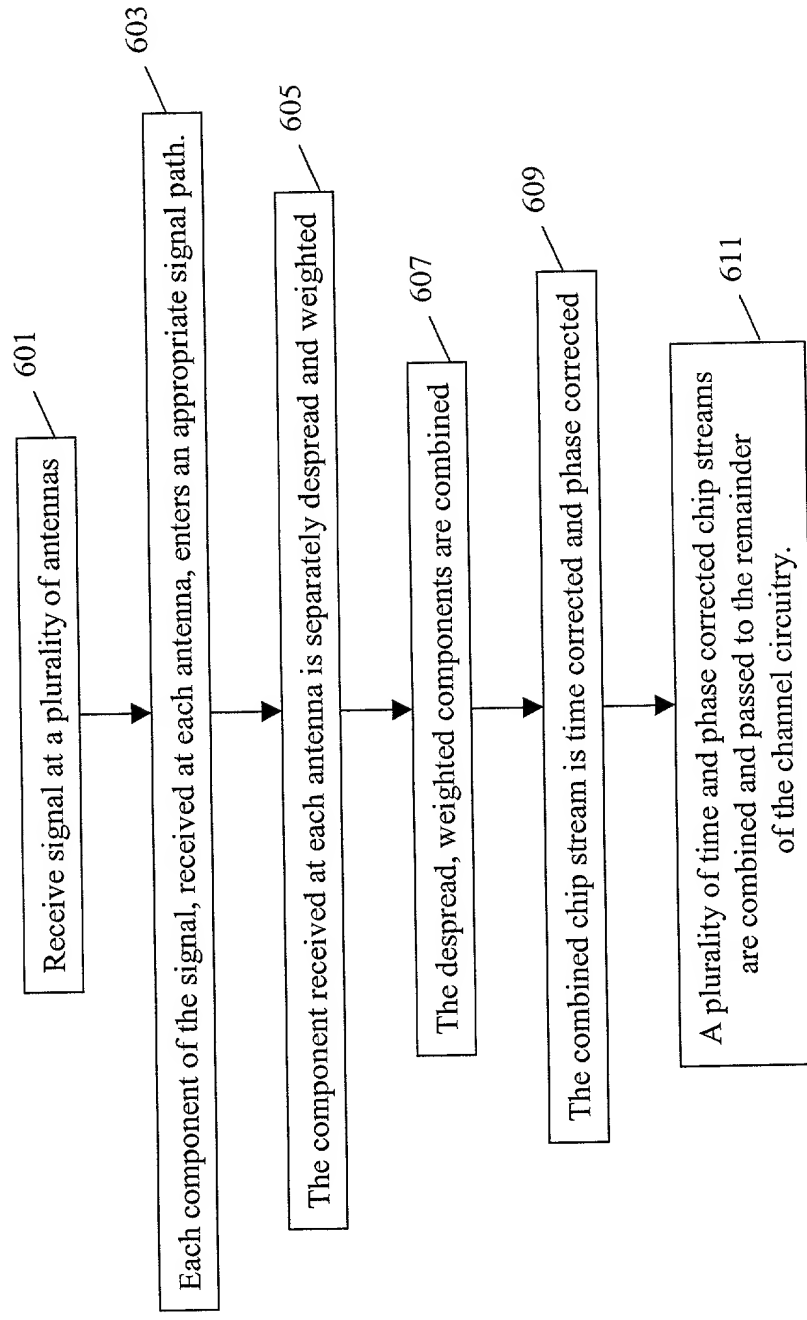 601
Receive signal at a plurality of antennas
603
Each component of the signal, received at each antenna, enters an appropriate signal path.
605
The component received at each antenna is separately despread and weighted
607
The despread, weighted components are combined
609
The combined chip stream is time corrected and phase corrected
611
A plurality of time and phase corrected chip streams
are combined and passed to the remainder
of the channel circuitry.